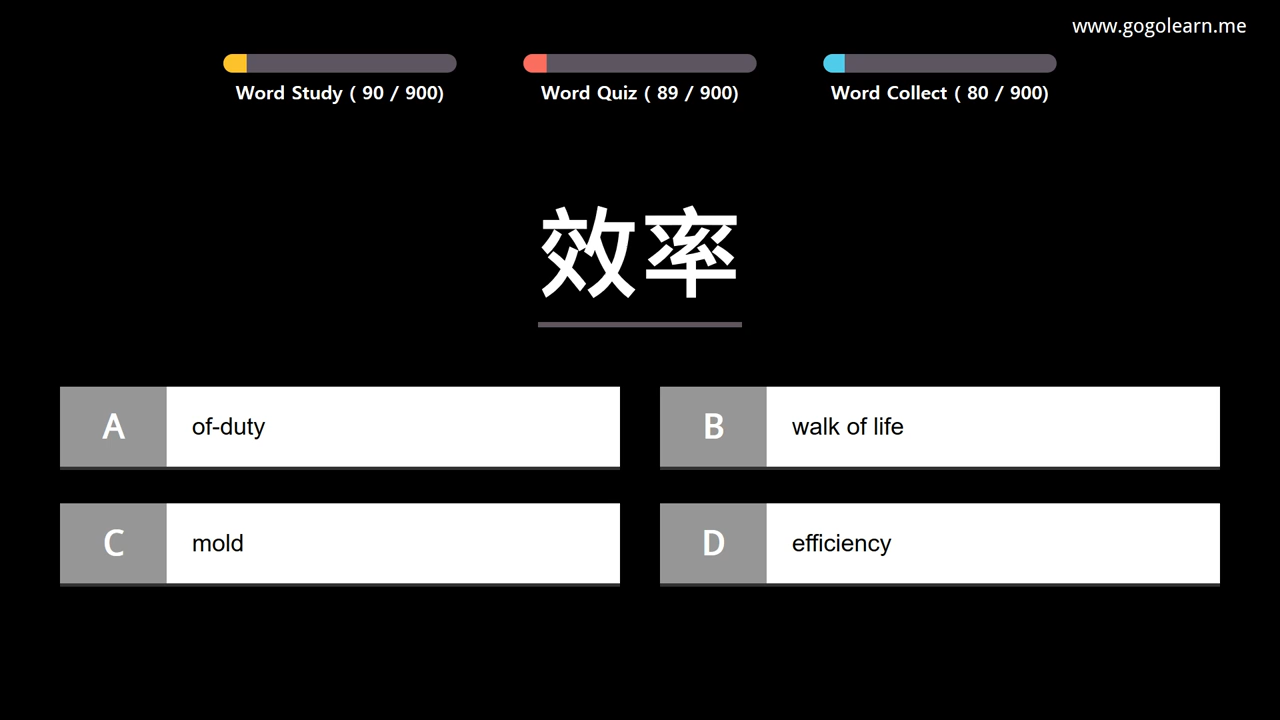 www.gogolearn.me
Word Study ( 90 / 900)
Word Quiz ( 89 / 900)
Word Collect ( 80 / 900)
效率
A of-duty
B walk of life
C mold
D efficiency